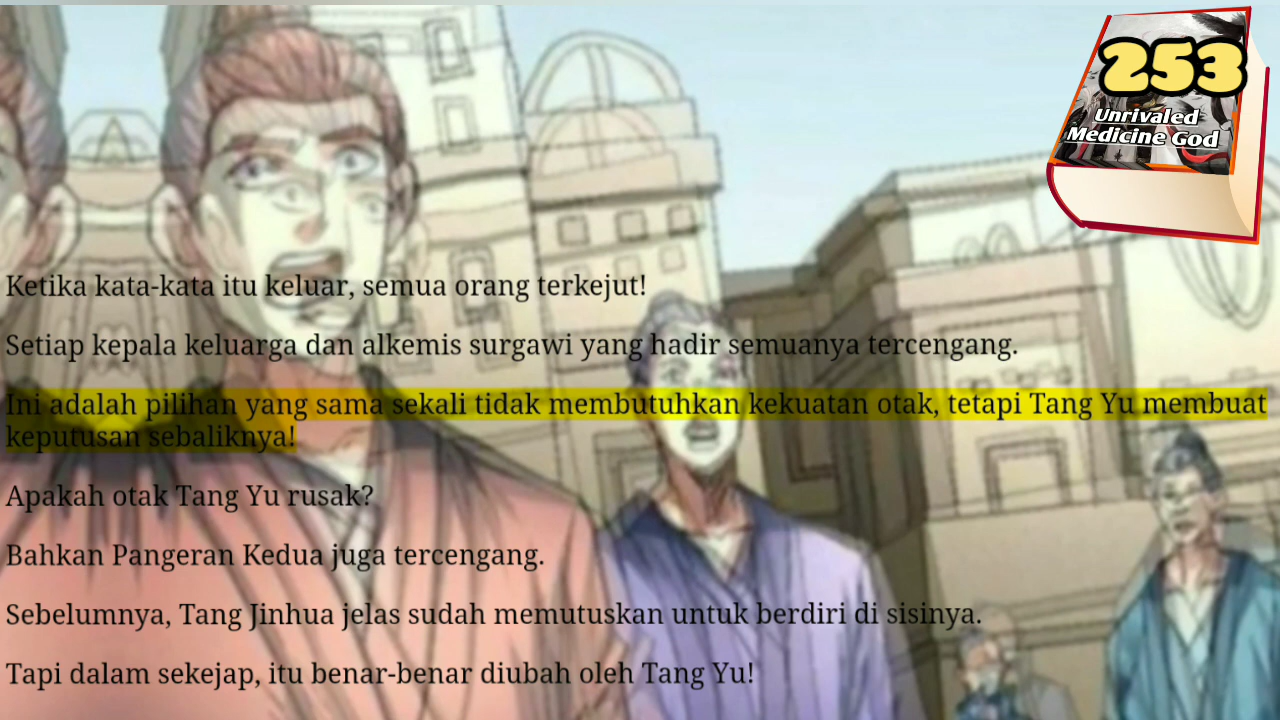 253
Unrivaled
Medicine God
Ketika kata-kata itu keluar, semua orang terkejut!
Setiap kepala keluarga dan alkemis surgawi yang hadir semuanya tercengang.
Ini adalah pilihan yang sama sekali tidak membutuhkan kekuatan otak, tetapi Tang Yu membuat
keputusan sebaliknya!
Apakah otak Tang Yu rusak?
Bahkan Pangeran Kedua juga tercengang.
Sebelumnya, Tang Jinhua jelas sudah memutuskan untuk berdiri di sisinya.
Tapi dalam sekejap, itu benar-benar diubah oleh Tang Yu!